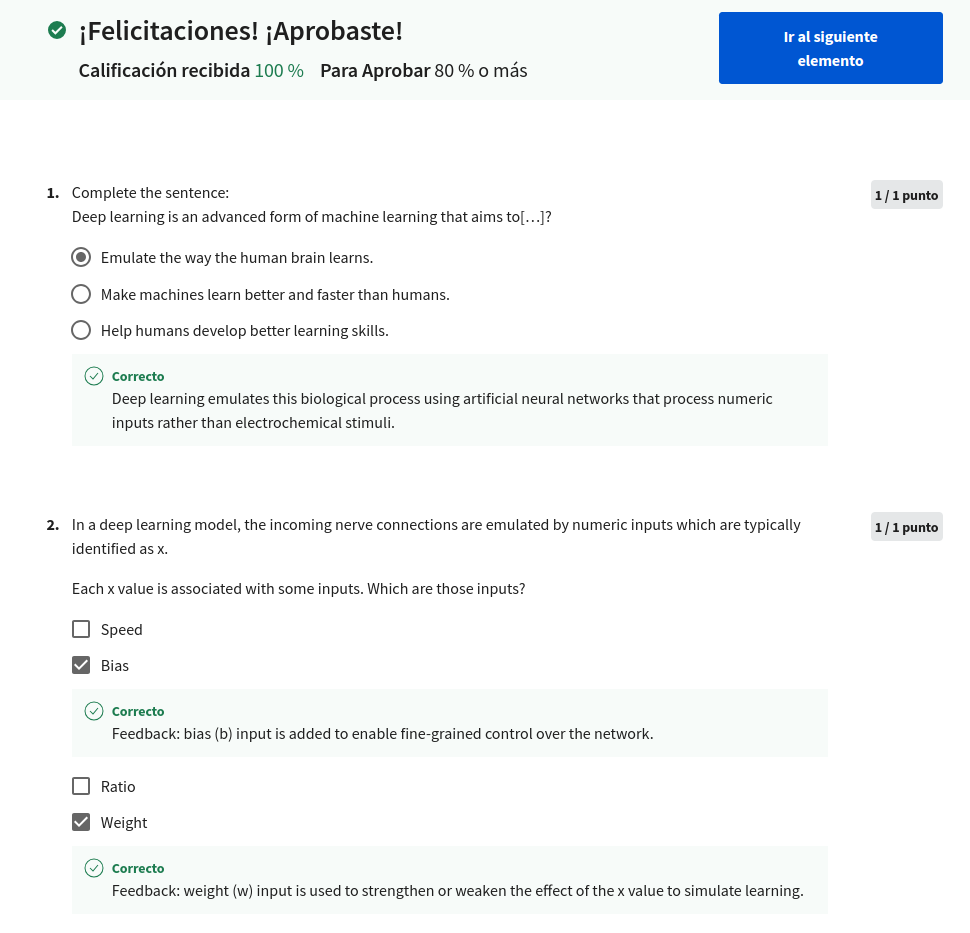 ¡Felicitaciones! ¡Aprobaste!
Calificación recibida 100 % Para Aprobar 80 % o más
Ir al siguiente
elemento
1. Complete the sentence:
Deep learning is an advanced form of machine learning that aims to[…]?
1 / 1 punto
Emulate the way the human brain learns.
Make machines learn better and faster than humans.
Help humans develop better learning skills.
Correcto
Deep learning emulates this biological process using artificial neural networks that process numeric
inputs rather than electrochemical stimuli.
2. In a deep learning model, the incoming nerve connections are emulated by numeric inputs which are typically
identified as x.
1 / 1 punto
Each x value is associated with some inputs. Which are those inputs?
Speed
Bias
Correcto
Feedback: bias (b) input is added to enable fine-grained control over the network.
Ratio
Weight
Correcto
Feedback: weight (w) input is used to strengthen or weaken the effect of the x value to simulate learning.